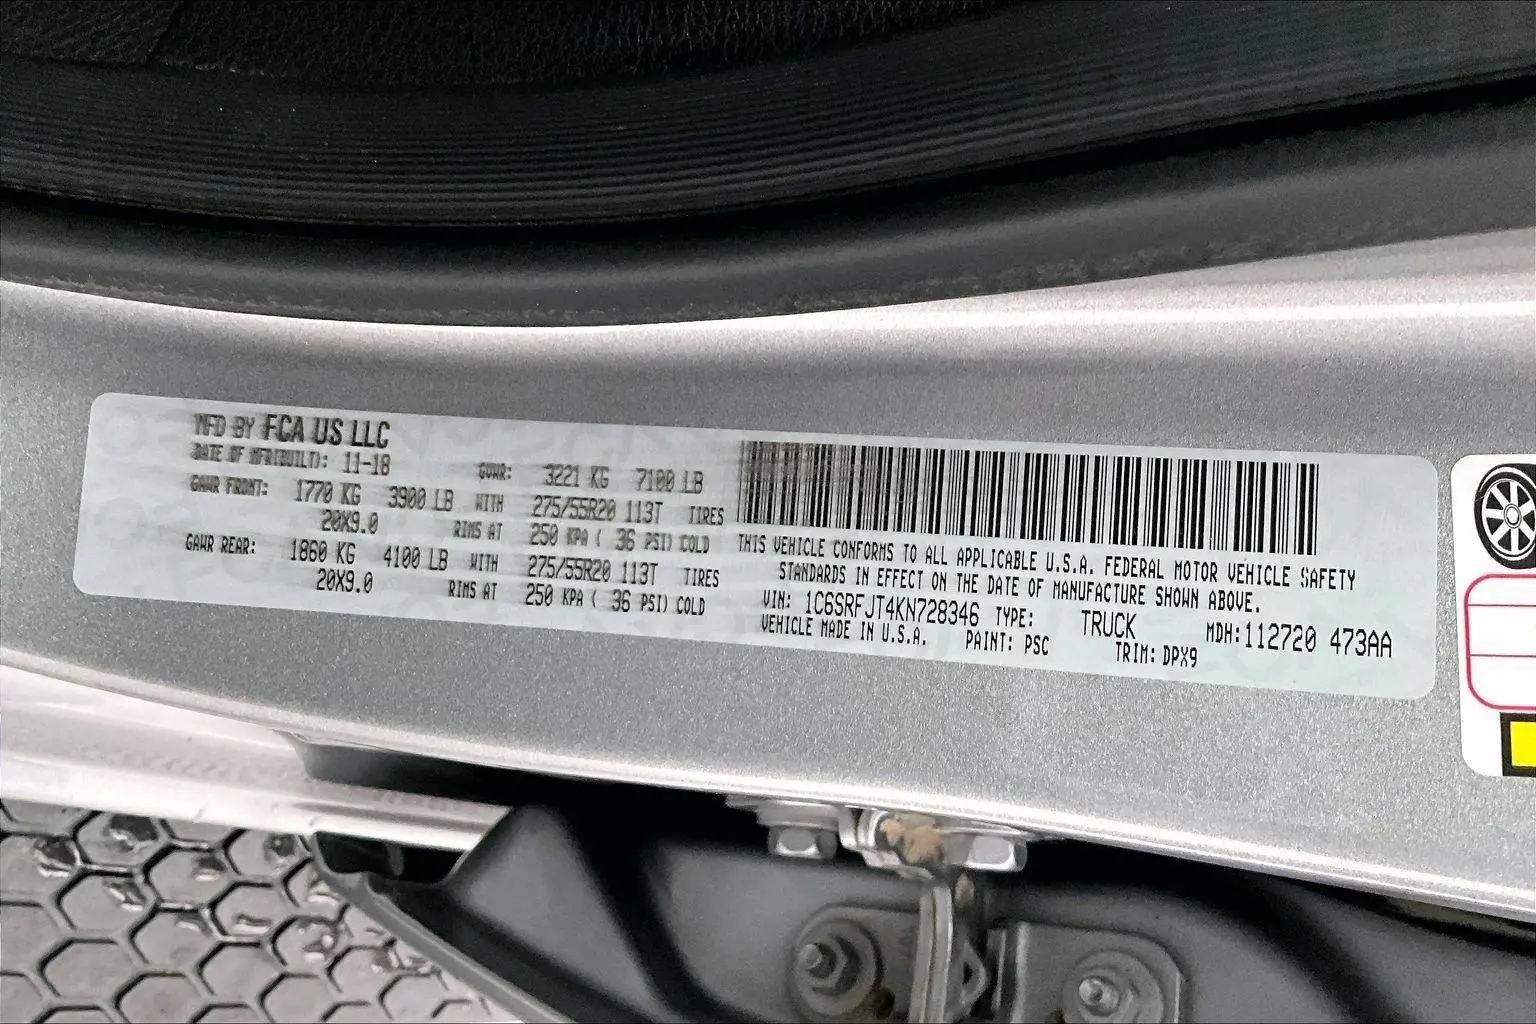 MFD BY FCA US LLC
DATE OF MFR(BUILT): 11-18 GVWR: 3221 KG 7100 LB
GAWR FRONT: 1770 KG 3900 LB WITH 275/55R20 113T TIRES
20X9.0 RIMS AT 250 KPA ( 36 PSI) COLD
GAWR REAR: 1860 KG 4100 LB WITH 275/55R20 113T TIRES
20X9.0 RIMS AT 250 KPA ( 36 PSI) COLD
THIS VEHICLE CONFORMS TO ALL APPLICABLE U.S.A. FEDERAL MOTOR VEHICLE SAFETY
STANDARDS IN EFFECT ON THE DATE OF MANUFACTURE SHOWN ABOVE.
VIN: 1C6SRFJT4KN728346 TYPE: TRUCK MDH:112720 473AA
VEHICLE MADE IN U.S.A. PAINT: PSC TRIM: DPX9